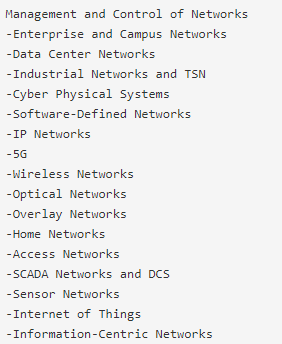 Management and Control of Networks
-Enterprise and Campus Networks
-Data Center Networks
-Industrial Networks and TSN
-Cyber Physical Systems
-Software-Defined Networks
-IP Networks
-5G
-Wireless Networks
-Optical Networks
-Overlay Networks
-Home Networks
-Access Networks
-SCADA Networks and DCS
-Sensor Networks
-Internet of Things
-Information-Centric Networks